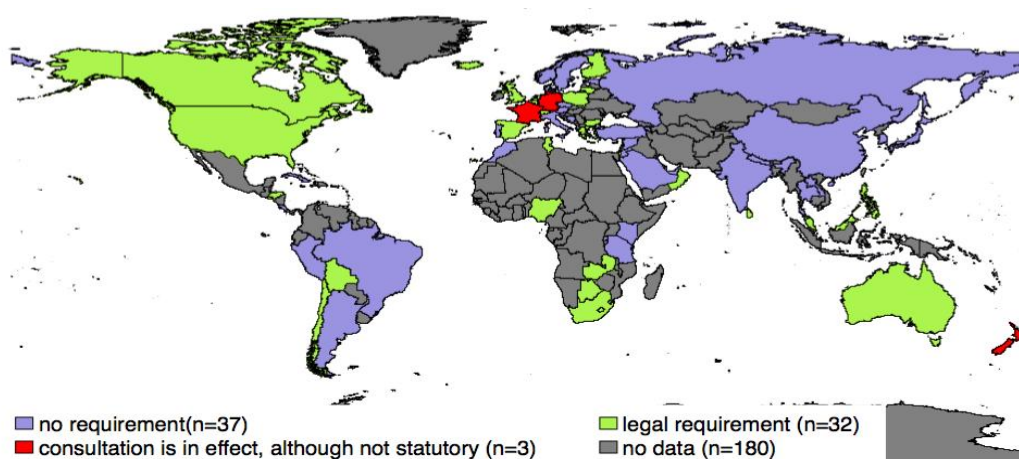 no requirement(n=37)
legal requirement (n=32)
consultation is in effect, although not statutory (n=3)
no data (n=180)